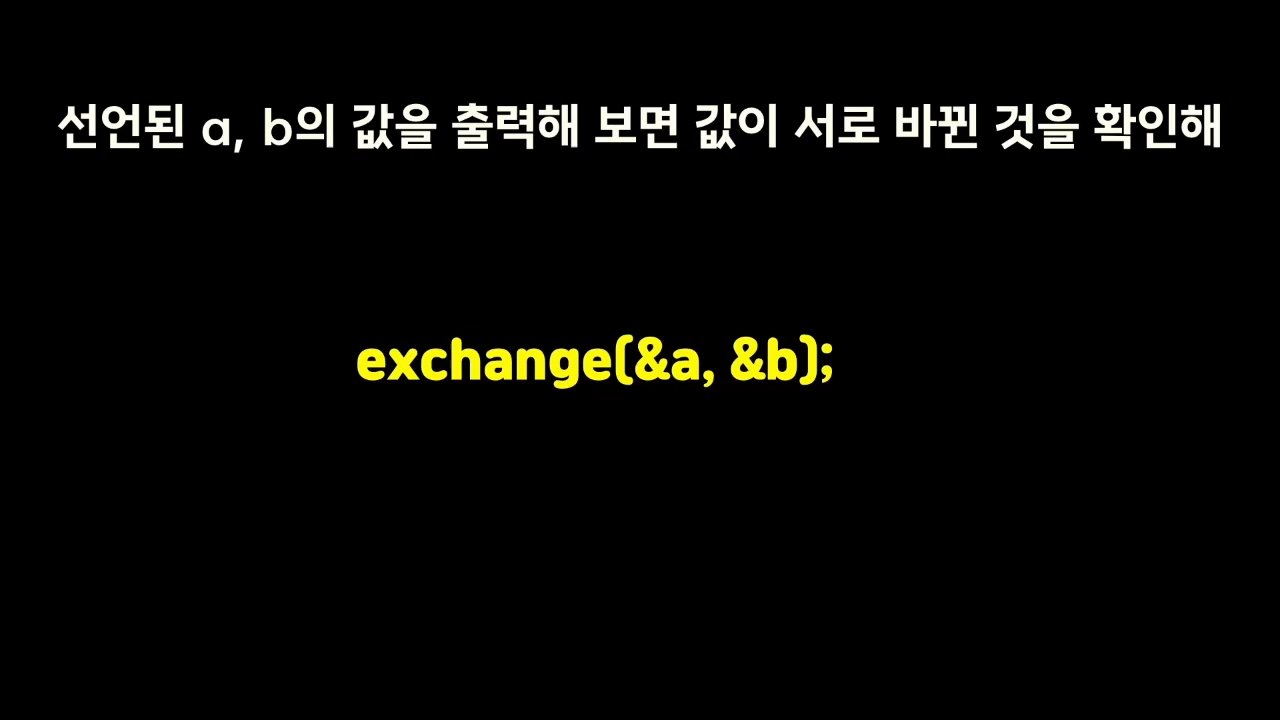 선언된 a, b의 값을 출력해 보면 값이 서로 바뀐 것을 확인해
exchange(&a, &b);